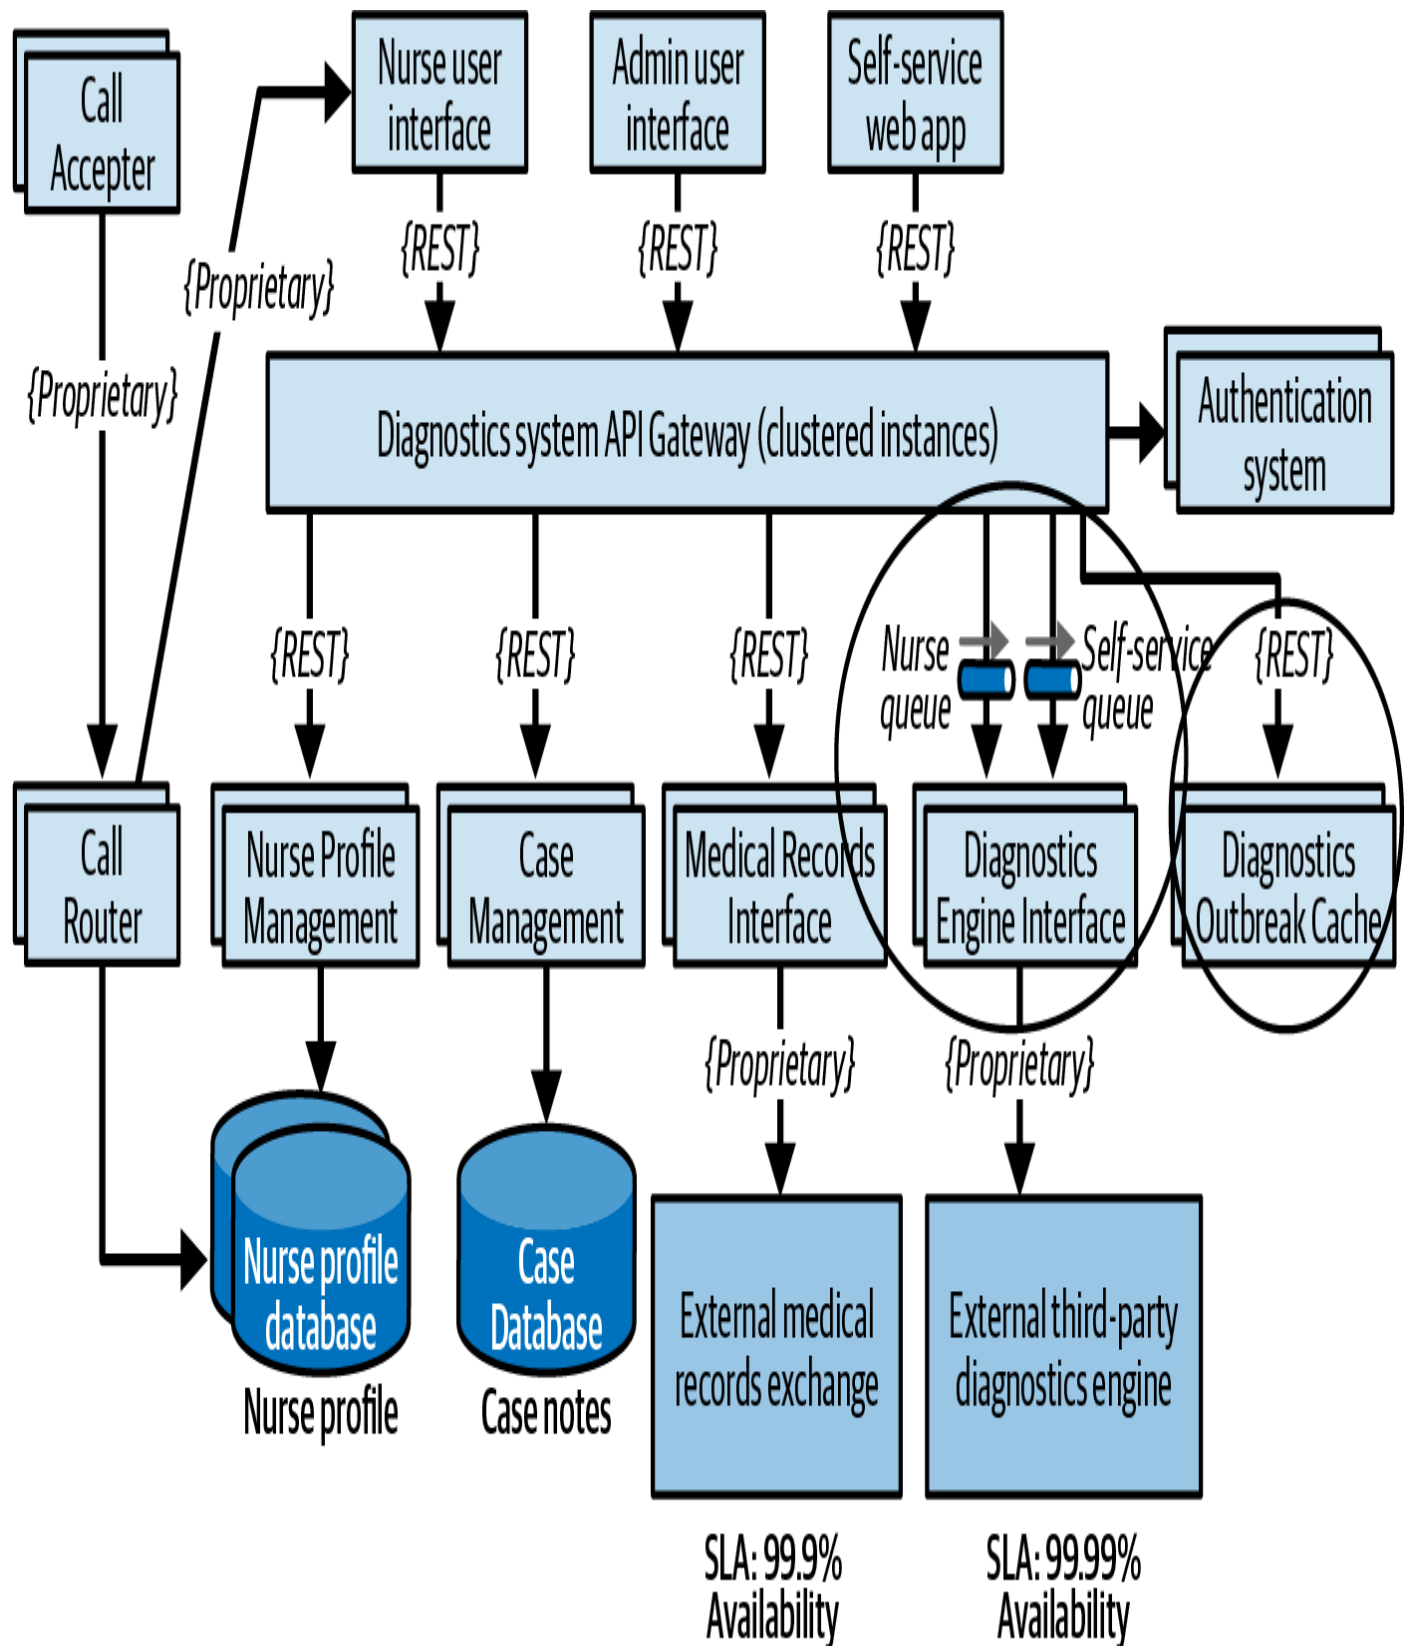 Call
Accepter
Nurse user
interface
Admin user
interface
Self-service
web app
{Proprietary}
{REST}
{REST}
{REST}
{Proprietary}
Diagnostics system API Gateway (clustered instances)
Authentication
system
{REST}
{REST}
{REST}
Nurse
queue
Self-service
queue
{REST}
Call
Router
Nurse Profile
Management
Case
Management
Medical Records
Interface
Diagnostics
Engine Interface
Diagnostics
Outbreak Cache
{Proprietary}
{Proprietary}
Nurse profile
database
Case
Database
External medical
records exchange
External third-party
diagnostics engine
Nurse profile
Case notes
SLA: 99.9%
Availability
SLA: 99.99%
Availability